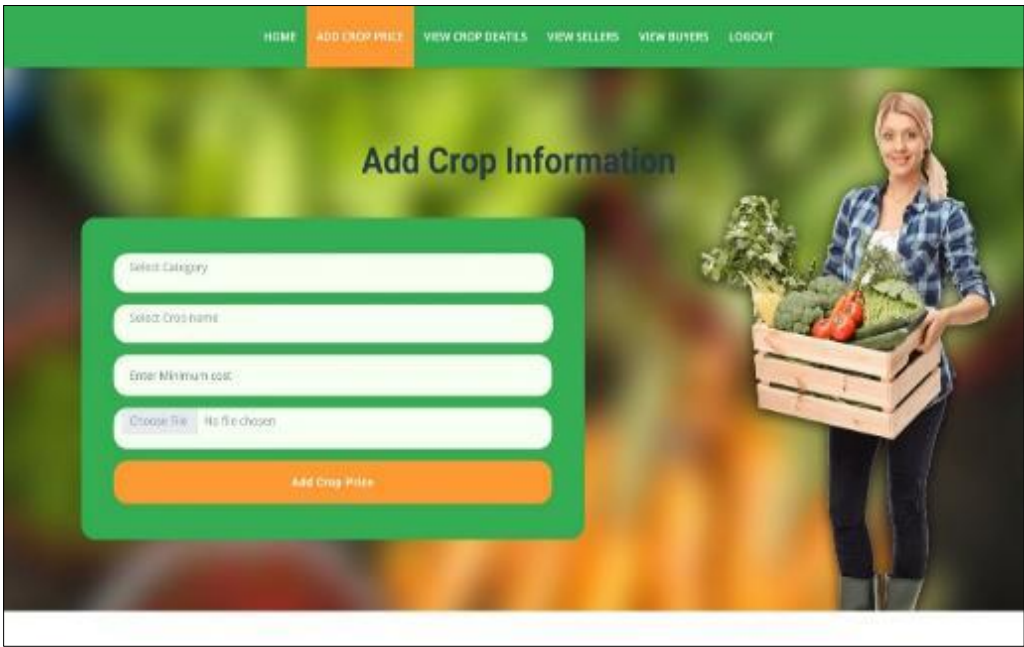 HOME ADD CROP PRICE VIEW CROP DEATILS VIEW SELLERS VIEW BUYERS LOGOUT
Add Crop Information
Select Category
Select Crop name
Enter Minimum cost
Choose File No file chosen
Add Crop Price